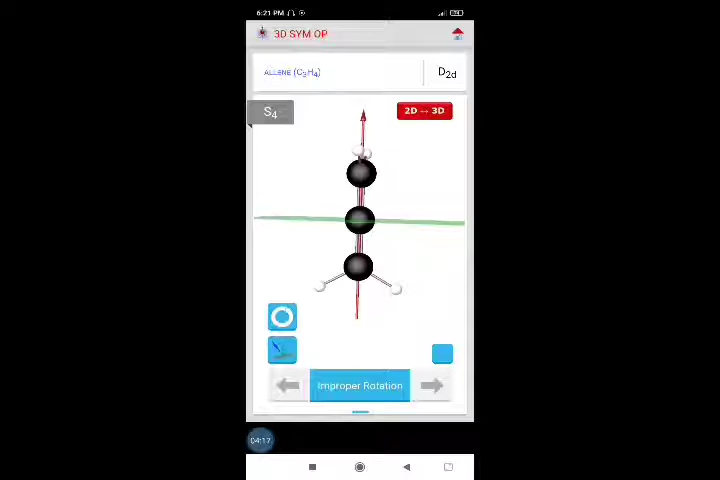 6:21 PM
3D SYM OP
ALLENE (C₃H₄) D₂d
S₄ 2D ↔ 3D
Improper Rotation
04:17